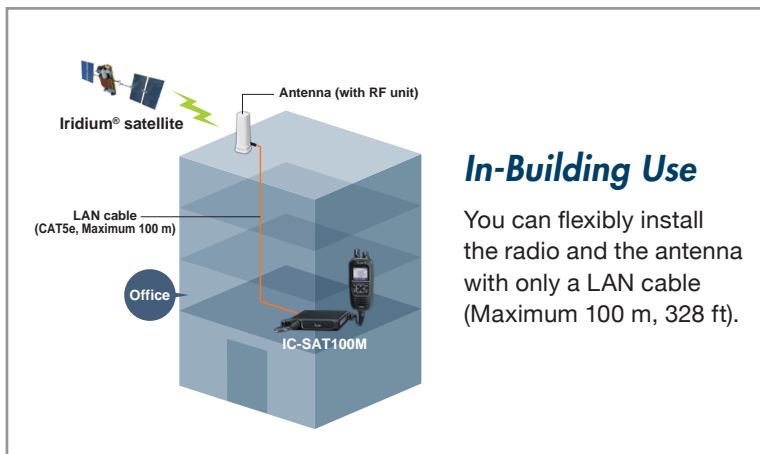 Antenna (with RF unit)
Iridium® satellite
LAN cable
(CAT5e, Maximum 100 m)
Office
IC-SAT100M
In-Building Use
You can flexibly install
the radio and the antenna
with only a LAN cable
(Maximum 100 m, 328 ft).